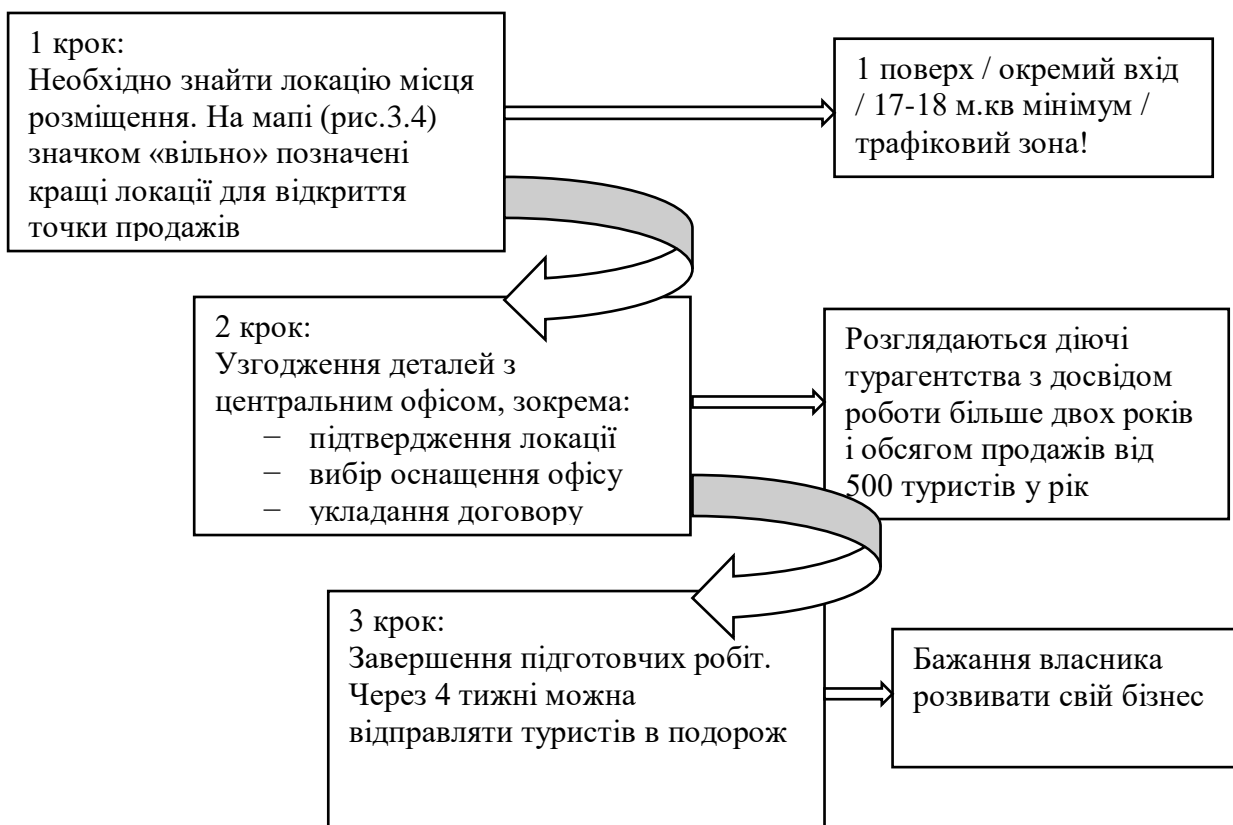 1 крок:
Необхідно знайти локацію місця
розміщення. На мапі (рис.3.4)
значком «вільно» позначені
кращі локації для відкриття
точки продажів
1 поверх / окремий вхід
/ 17-18 м.кв мінімум /
трафіковий зона!
2 крок:
Узгодження деталей з
центральним офісом, зокрема:
− підтвердження локації
− вибір оснащення офісу
− укладання договору
Розглядаються діючі
турагентства з досвідом
роботи більше двох років
і обсягом продажів від
500 туристів у рік
3 крок:
Завершення підготовчих робіт.
Через 4 тижні можна
відправляти туристів в подорож
Бажання власника
розвивати свій бізнес